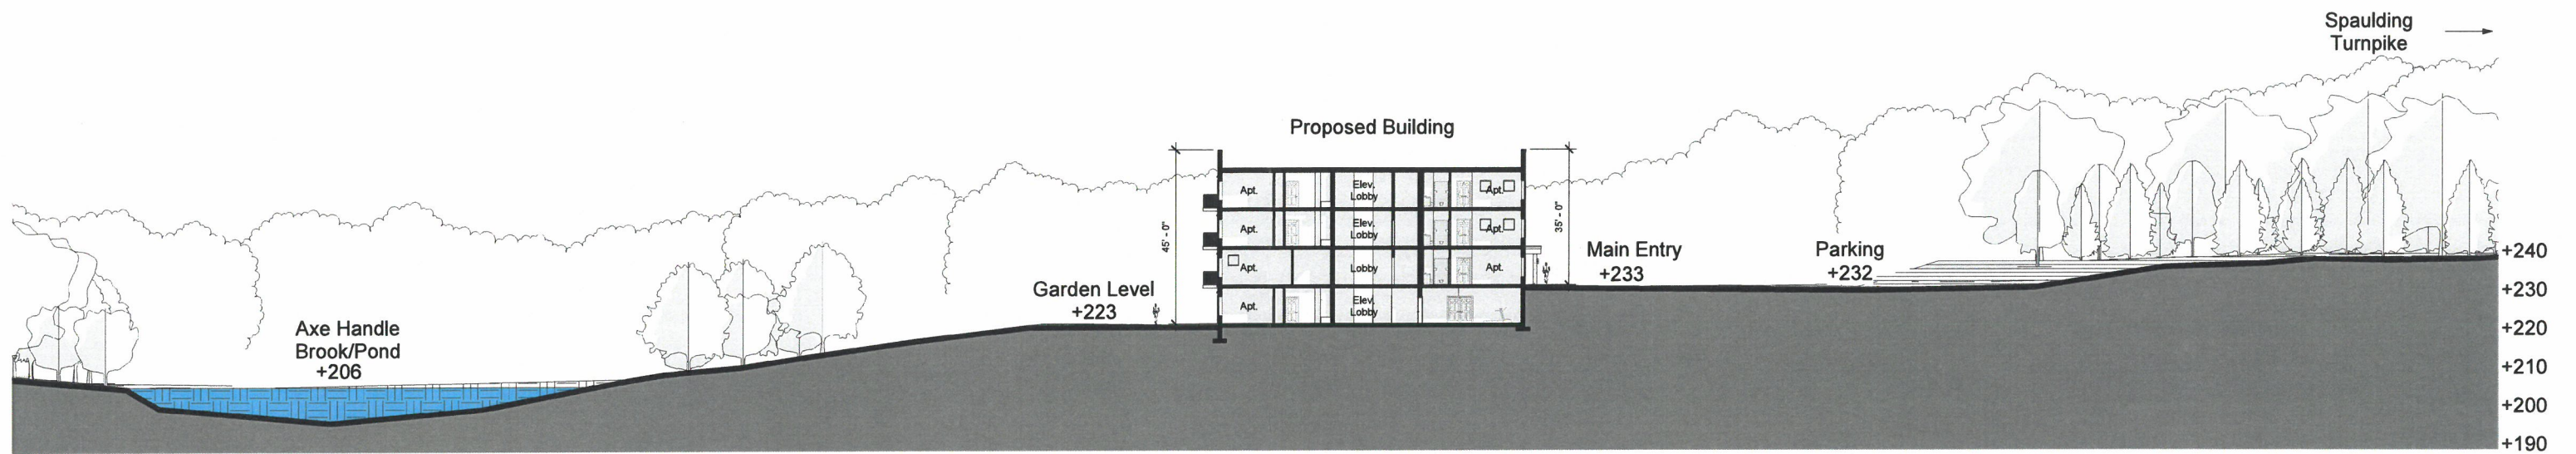 Spaulding
Turnpike
Proposed Building
45' - 0"
35' - 0"
Apt.
Elev.
Lobby
Apt.
Apt.
Elev.
Lobby
Apt.
Apt.
Lobby
Apt.
Apt.
Elev.
Lobby
Main Entry
+233
Parking
+232
Garden Level
+223
Axe Handle
Brook/Pond
+206
+240
+230
+220
+210
+200
+190